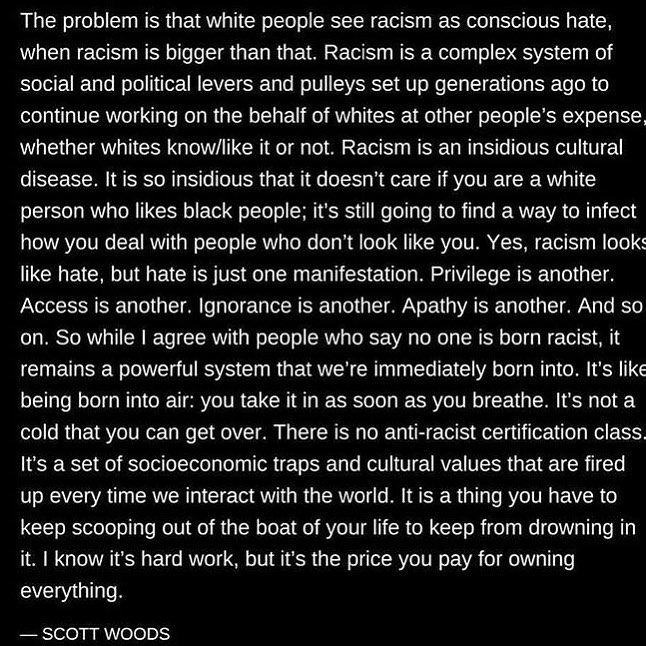 The problem is that white people see racism as conscious hate,
when racism is bigger than that. Racism is a complex system of
social and political levers and pulleys set up generations ago to
continue working on the behalf of whites at other people’s expense,
whether whites know/like it or not. Racism is an insidious cultural
disease. It is so insidious that it doesn’t care if you are a white
person who likes black people; it’s still going to find a way to infect
how you deal with people who don’t look like you. Yes, racism looks
like hate, but hate is just one manifestation. Privilege is another.
Access is another. Ignorance is another. Apathy is another. And so
on. So while I agree with people who say no one is born racist, it
remains a powerful system that we’re immediately born into. It’s like
being born into air: you take it in as soon as you breathe. It’s not a
cold that you can get over. There is no anti-racist certification class.
It’s a set of socioeconomic traps and cultural values that are fired
up every time we interact with the world. It is a thing you have to
keep scooping out of the boat of your life to keep from drowning in
it. I know it’s hard work, but it’s the price you pay for owning
everything.
— SCOTT WOODS